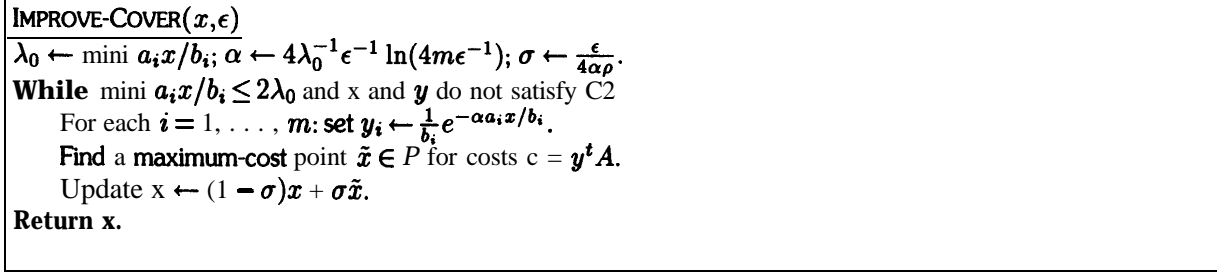 IMPROVE-COVER(x,ϵ)
λ₀ ← mini aᵢx/bᵢ; α ← 4λ₀⁻¹ϵ⁻¹ ln(4mϵ⁻¹); σ ← ϵ/4αρ.
While mini aᵢx/bᵢ ≤ 2λ₀ and x and y do not satisfy C2
For each i = 1, . . . , m: set yᵢ ← 1/bᵢ e^{−αaᵢx/bᵢ}.
Find a maximum-cost point x̃ ∈ P for costs c = yᵗA.
Update x ← (1 − σ)x + σx̃.
Return x.